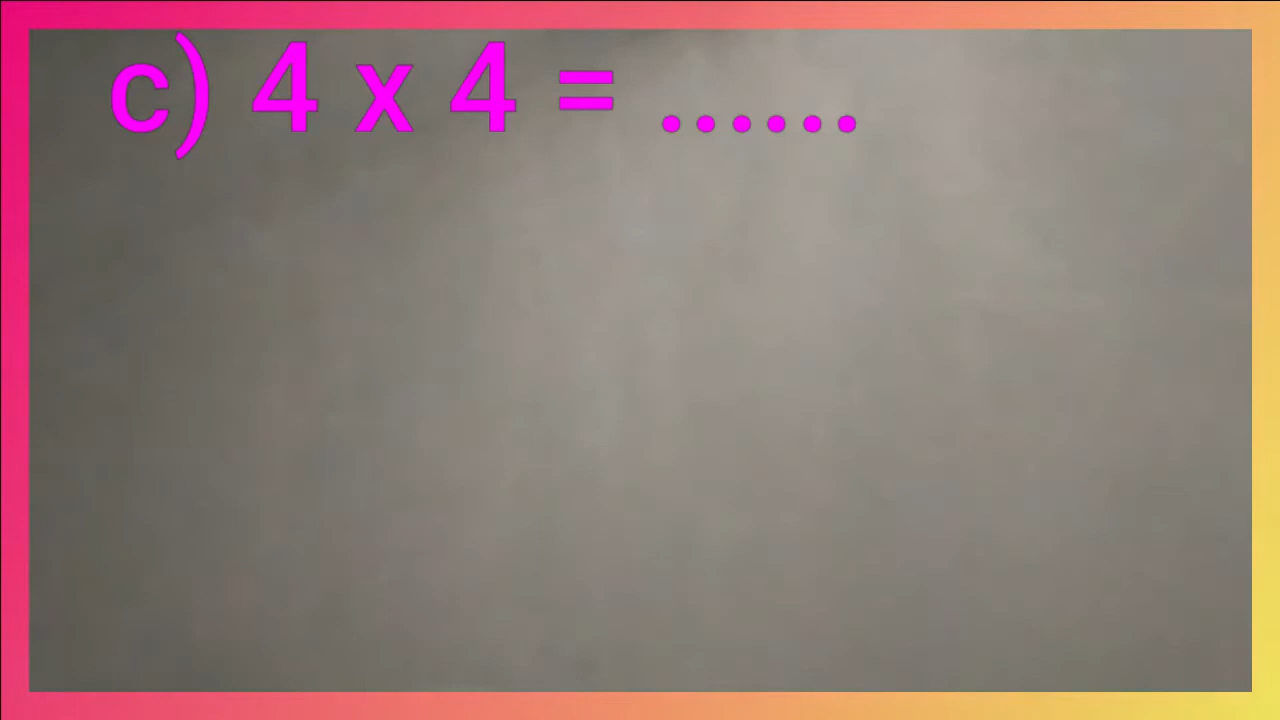 c) 4 x 4 = ......